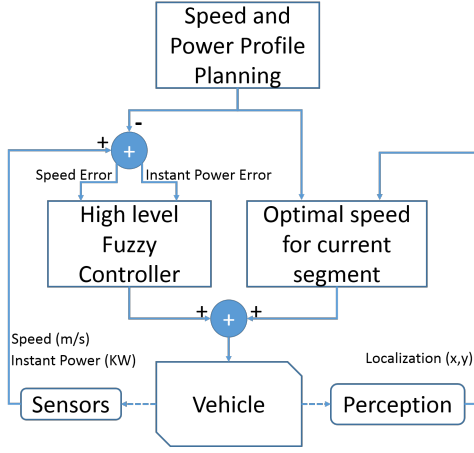 Speed and
Power Profile
Planning
-
+
+
Speed Error
Instant Power Error
High level
Fuzzy
Controller
Optimal speed
for current
segment
+
+
+
Speed (m/s)
Instant Power (KW)
Localization (x,y)
Sensors
Vehicle
Perception